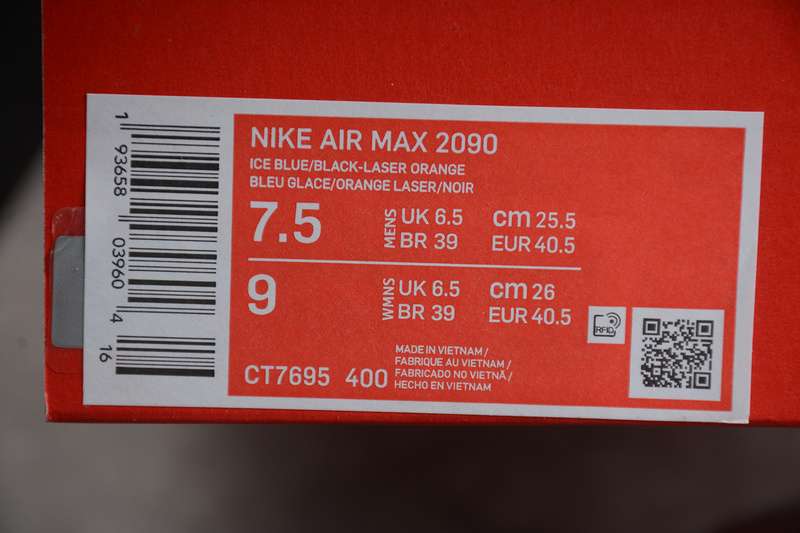 NIKE AIR MAX 2090
ICE BLUE/BLACK-LASER ORANGE
BLEU GLACE/ORANGE LASER/NOIR
7.5 MENS UK 6.5 cm 25.5
BR 39 EUR 40.5
9 WMNS UK 6.5 cm 26
BR 39 EUR 40.5
RFID
CT7695 400
MADE IN VIETNAM /
FABRIQUE AU VIETNAM /
FABRICADO NO VIETNÃ /
HECHO EN VIETNAM
1 93658 03960 4 16